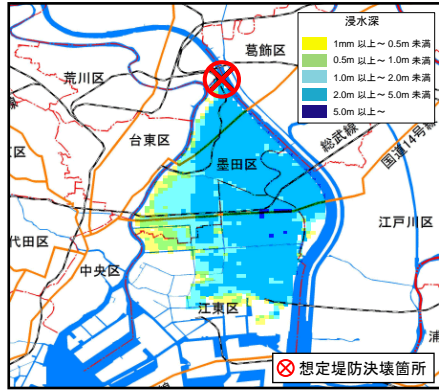 浸水深
1mm 以上～ 0.5m 未満
0.5m 以上～ 1.0m 未満
1.0m 以上～ 2.0m 未満
2.0m 以上～ 5.0m 未満
5.0m 以上～
葛飾区
荒川区
台東区
総武線
国道14号線
墨田区
区
江戸川区
代田区
中央区
江東区
浦
想定堤防決壊箇所